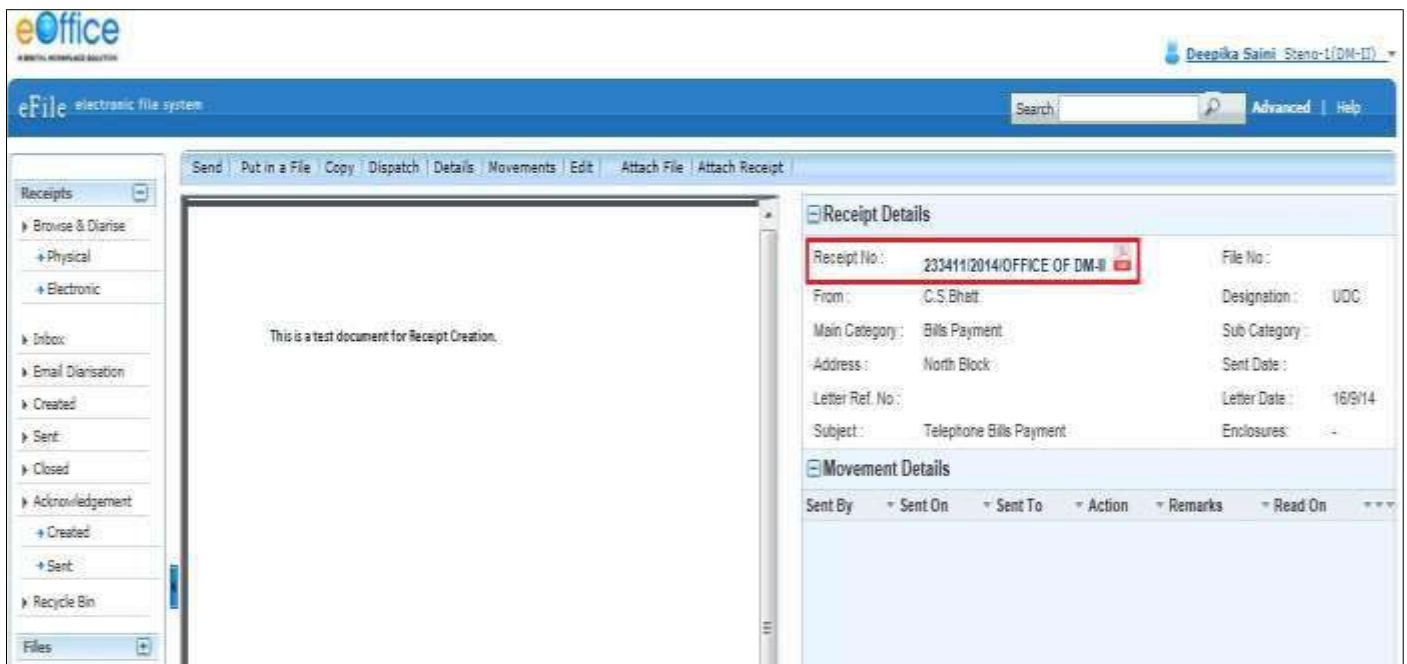 eOffice
A DIGITAL WORKPLACE SOLUTION
Deepika Saini Steno-1(DM-II)
eFile electronic file system
Search
Advanced | Help
Send | Put in a File | Copy | Dispatch | Details | Movements | Edit | Attach File | Attach Receipt |
Receipts
Browse & Diarise
Physical
Electronic
Inbox
Email Diarisation
Created
Sent
Closed
Acknowledgement
Created
Sent
Recycle Bin
Files
This is a test document for Receipt Creation.
Receipt Details
Receipt No : 233411/2014/OFFICE OF DM-II File No :
From : C.S.Bhatt Designation : UDC
Main Category : Bills Payment Sub Category :
Address : North Block Sent Date :
Letter Ref. No : Letter Date : 16/9/14
Subject : Telephone Bills Payment Enclosures: -
Movement Details
Sent By Sent On Sent To Action Remarks Read On